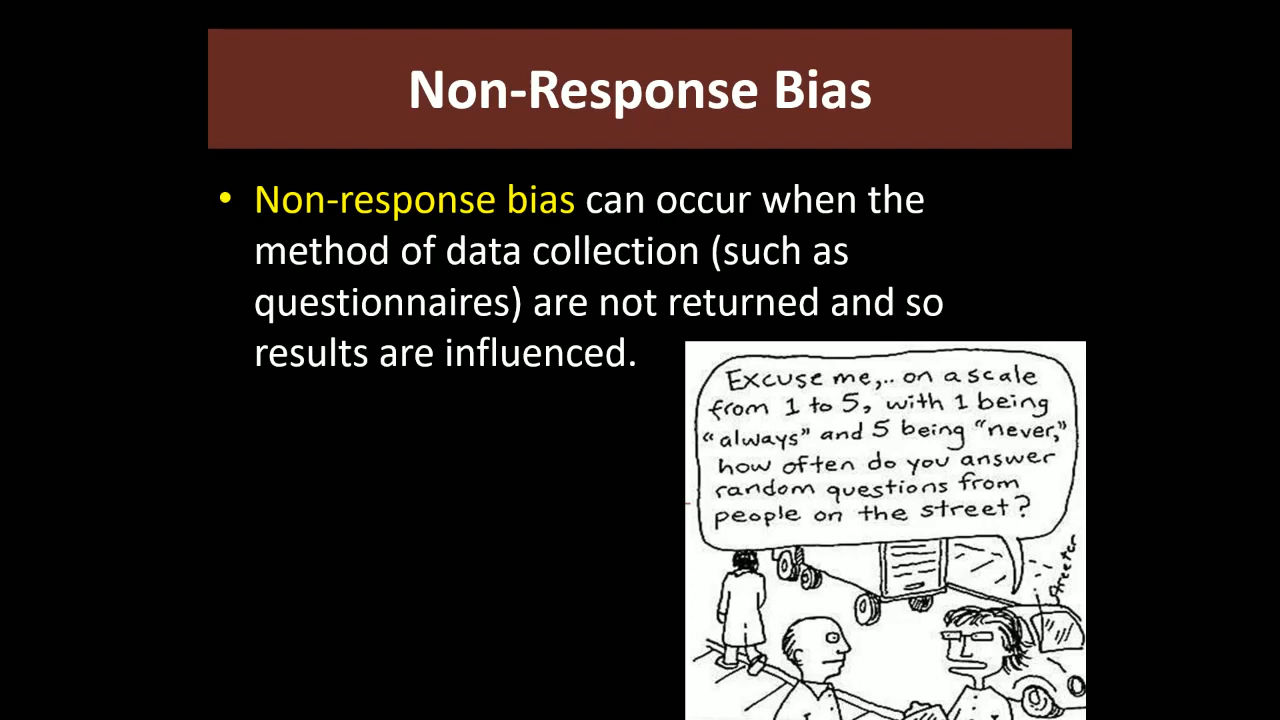 Non-Response Bias
• Non-response bias can occur when the
method of data collection (such as
questionnaires) are not returned and so
results are influenced.
Excuse me,.. on a scale
from 1 to 5, with 1 being
"always" and 5 being "never,"
how often do you answer
random questions from
people on the street?
Streeter